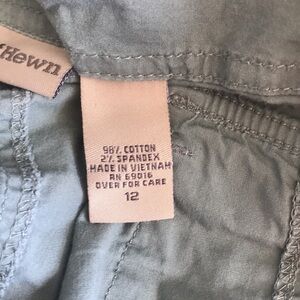 Hewn
98% COTTON
2% SPANDEX
MADE IN VIETNAM
RN 69016
OVER FOR CARE
12